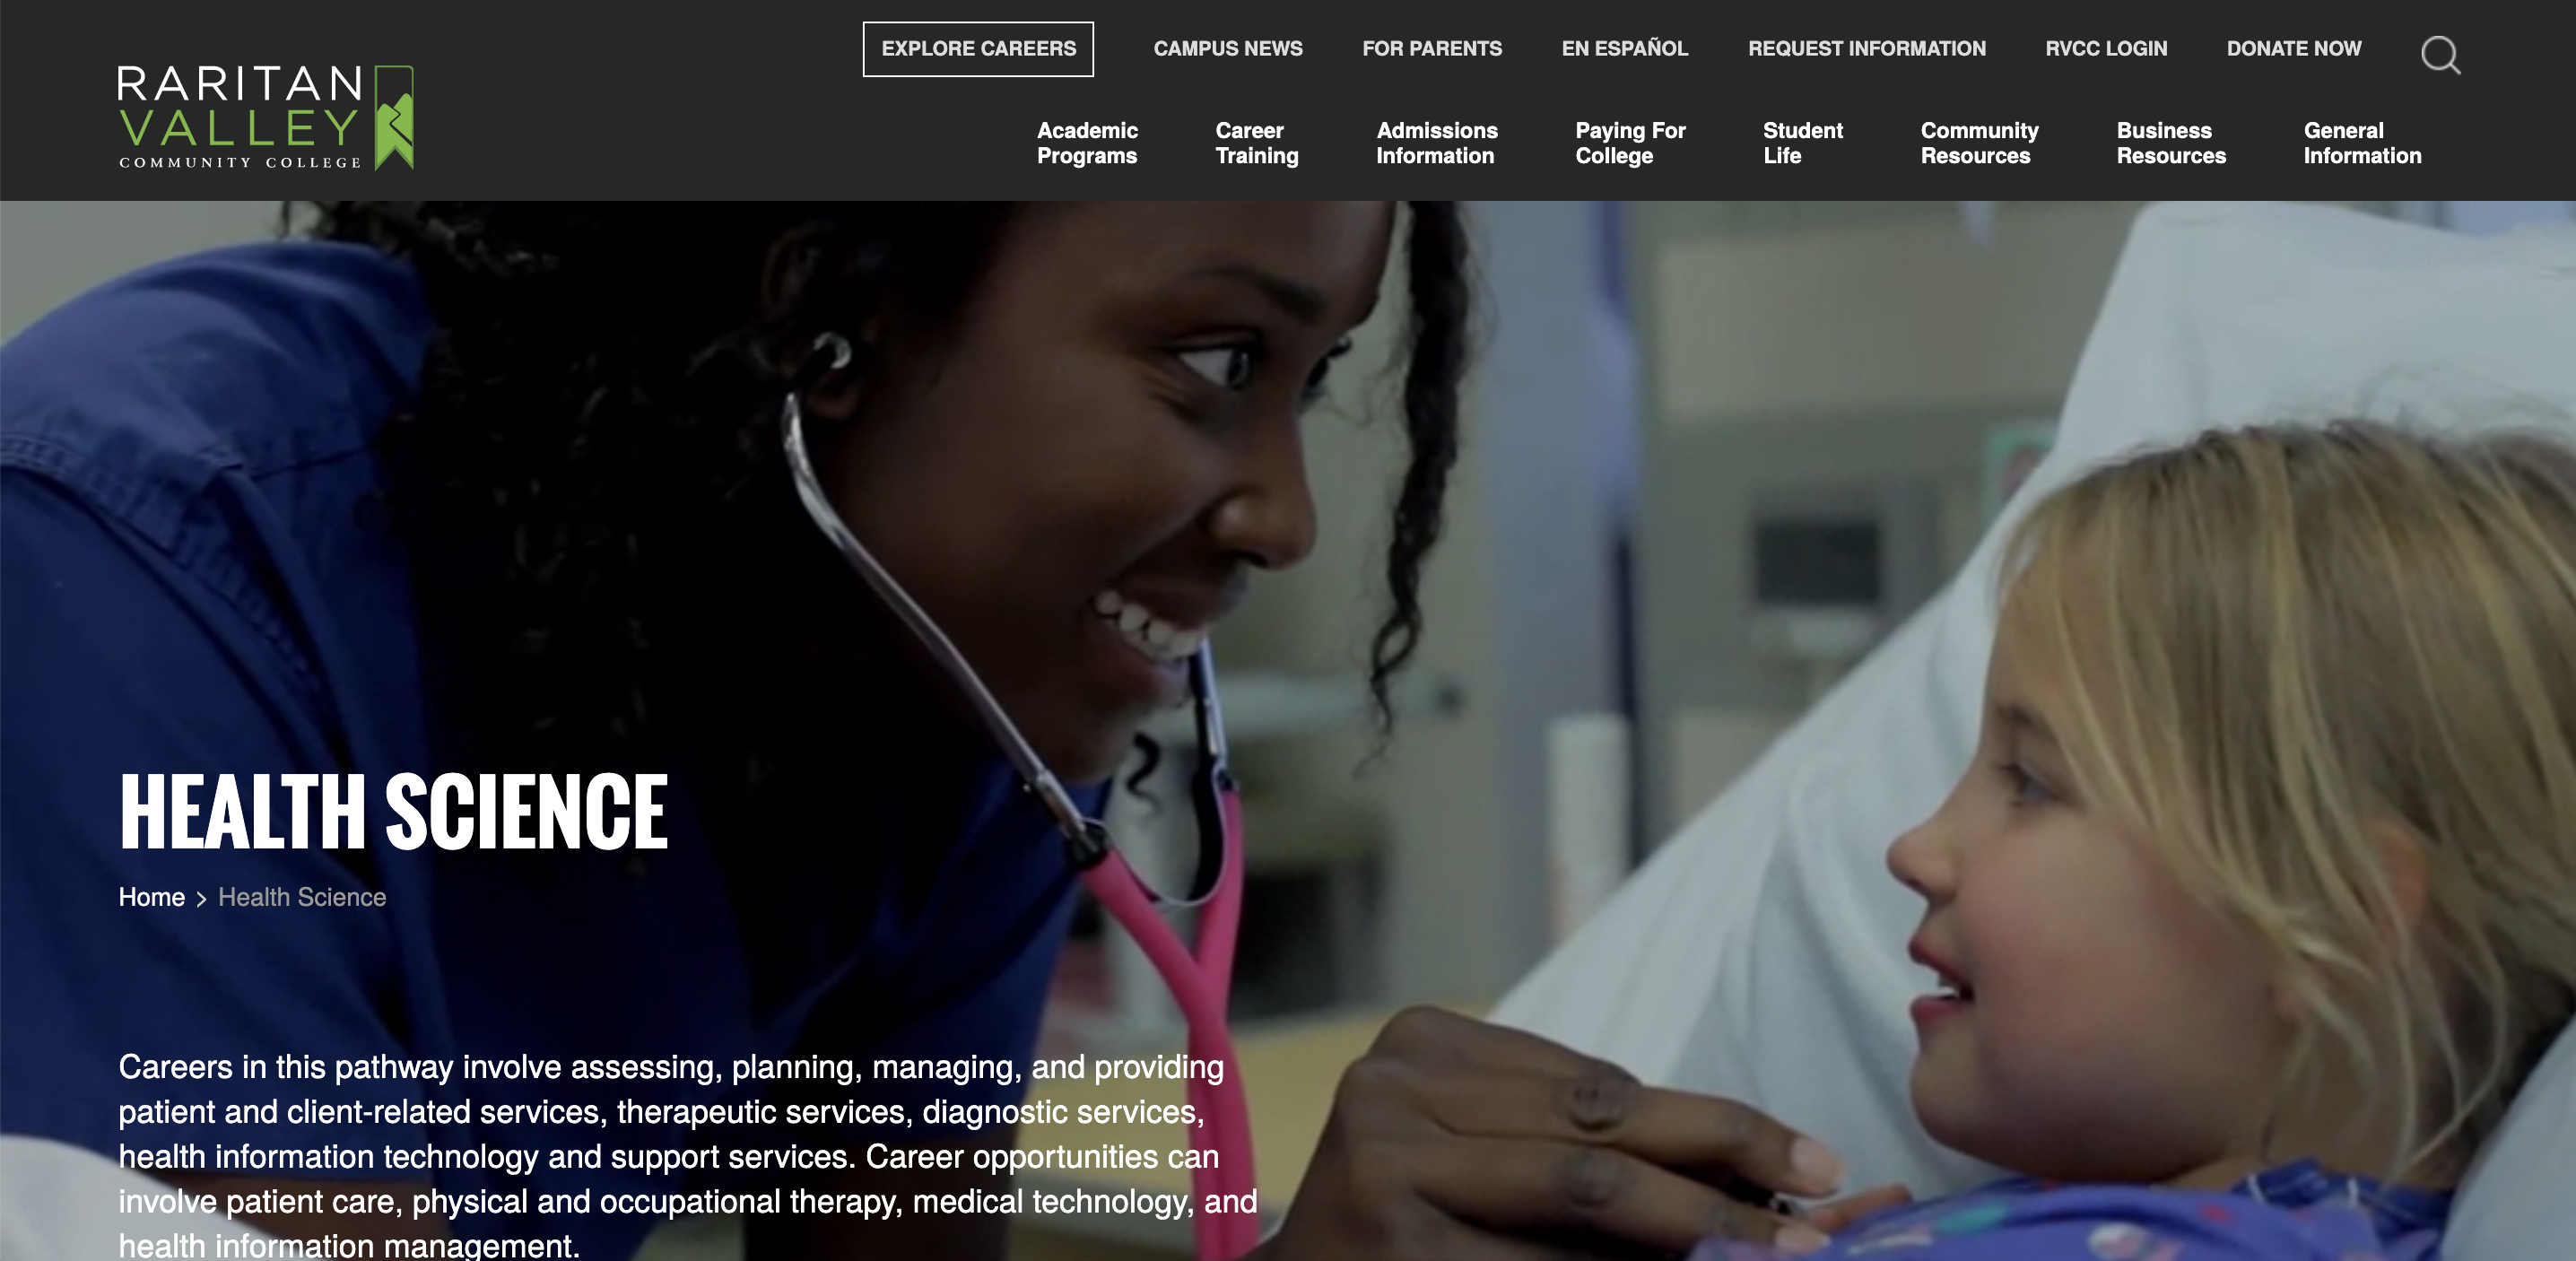 EXPLORE CAREERS CAMPUS NEWS FOR PARENTS EN ESPAÑOL REQUEST INFORMATION RVCC LOGIN DONATE NOW
RARITAN
VALLEY
COMMUNITY COLLEGE
Academic Programs
Career Training
Admissions Information
Paying For College
Student Life
Community Resources
Business Resources
General Information
HEALTH SCIENCE
Home > Health Science
Careers in this pathway involve assessing, planning, managing, and providing
patient and client-related services, therapeutic services, diagnostic services,
health information technology and support services. Career opportunities can
involve patient care, physical and occupational therapy, medical technology, and
health information management.